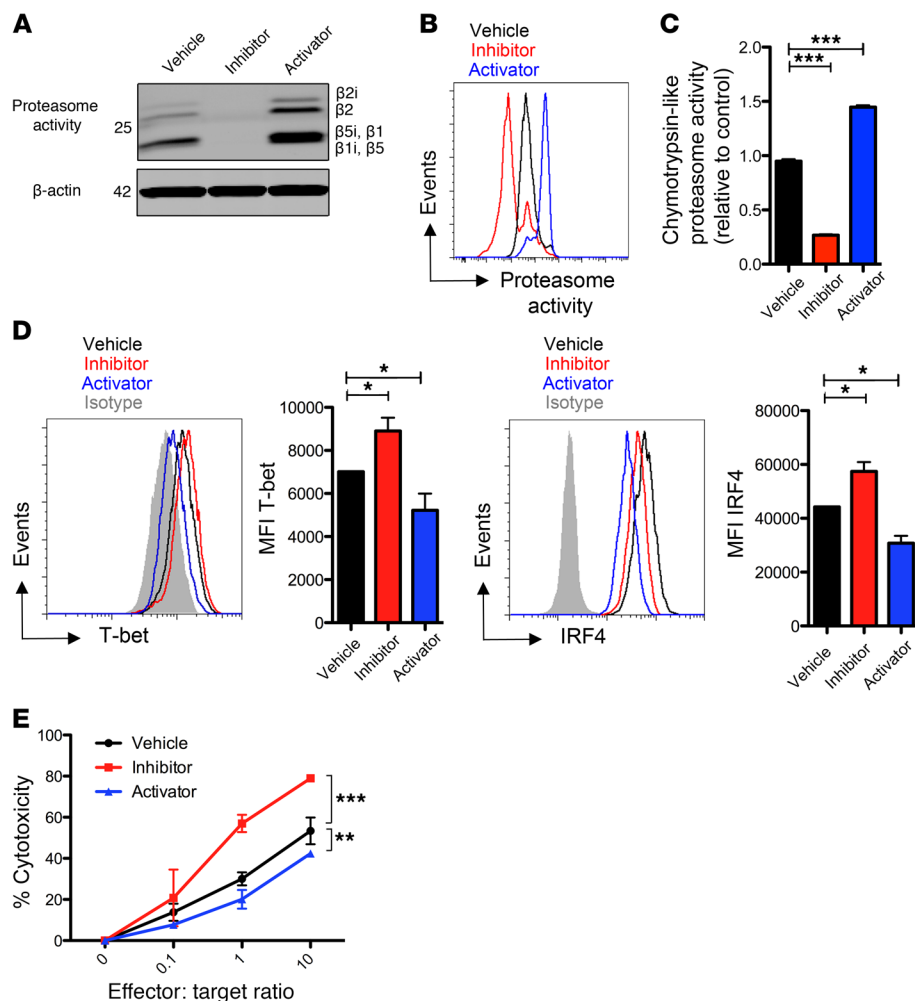 A
Vehicle
Inhibitor
Activator
Proteasome
activity
25
β2i
β2
β5i, β1
β1i, β5
β-actin
42
B
Vehicle
Inhibitor
Activator
Events
Proteasome
activity
C
***
***
Chymotrypsin-like
proteasome activity
(relative to control)
2.0
1.5
1.0
0.5
0.0
Vehicle
Inhibitor
Activator
D
Vehicle
Inhibitor
Activator
Isotype
Events
T-bet
*
*
MFI T-bet
10000
8000
6000
4000
2000
0
Vehicle
Inhibitor
Activator
Vehicle
Inhibitor
Activator
Isotype
Events
IRF4
*
*
MFI IRF4
80000
60000
40000
20000
0
Vehicle
Inhibitor
Activator
E
% Cytotoxicity
100
80
60
40
20
0
Vehicle
Inhibitor
Activator
***
**
0
0.1
1
10
Effector: target ratio